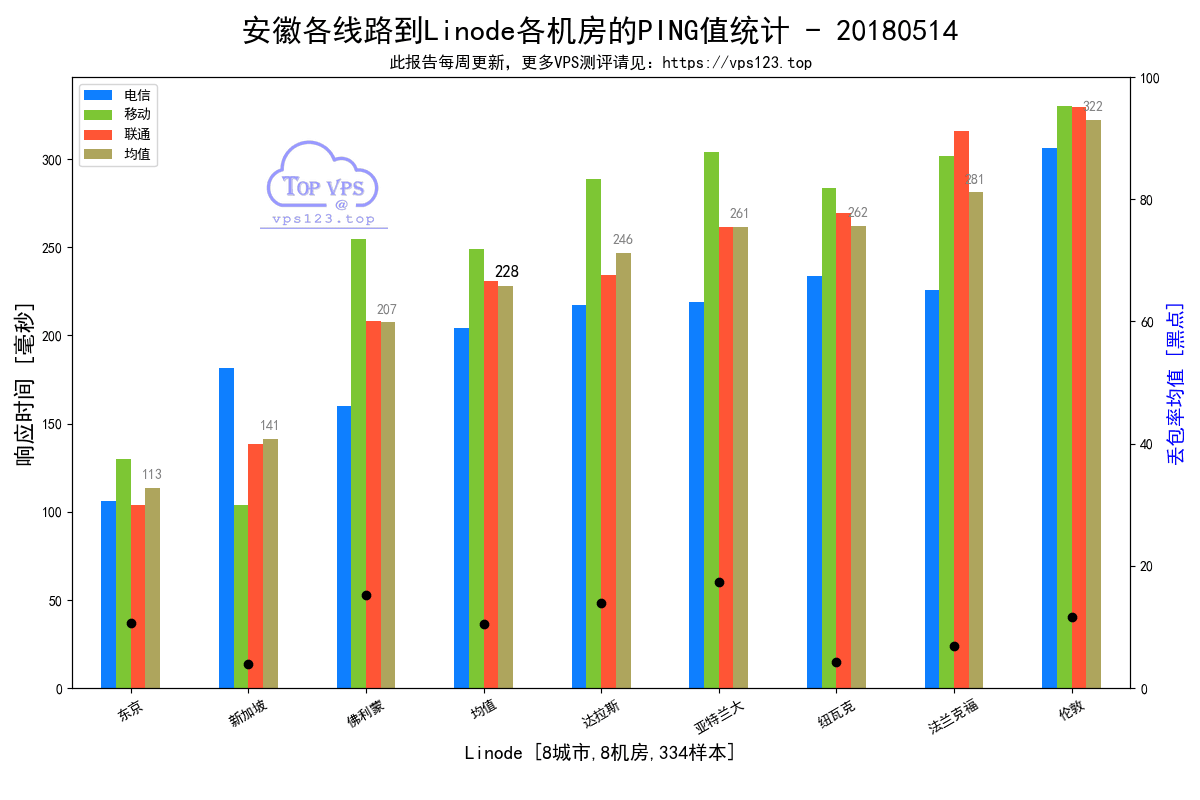 安徽各线路到Linode各机房的PING值统计 - 20180514
此报告每周更新，更多VPS测评请见：https://vps123.top
电信
移动
联通
均值
TOP VPS
@
vps123.top
响应时间 [毫秒]
0
50
100
150
200
250
300
113
141
207
228
246
261
262
281
322
0
20
40
60
80
100
丢包率均值 [黑点]
东京
新加坡
佛利蒙
均值
达拉斯
亚特兰大
纽瓦克
法兰克福
伦敦
Linode [8城市,8机房,334样本]